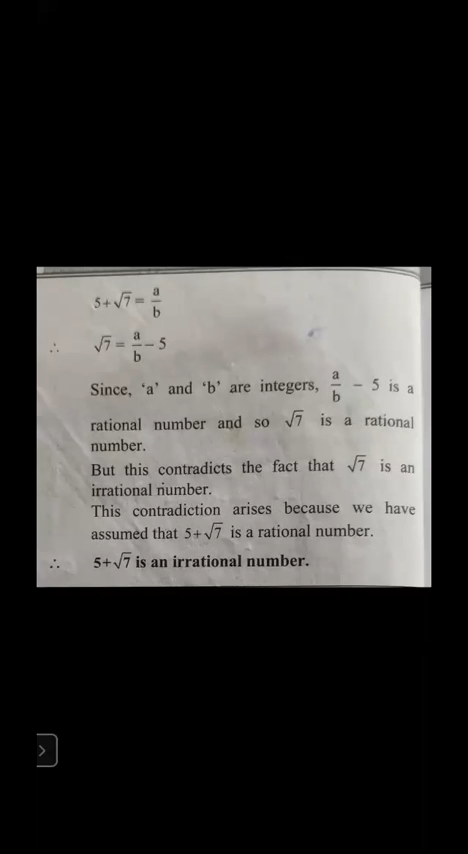 5+√7 = a/b
∴ √7 = a/b − 5
Since, ‘a’ and ‘b’ are integers, a/b − 5 is a
rational number and so √7 is a rational
number.
But this contradicts the fact that √7 is an
irrational number.
This contradiction arises because we have
assumed that 5+√7 is a rational number.
∴ 5+√7 is an irrational number.